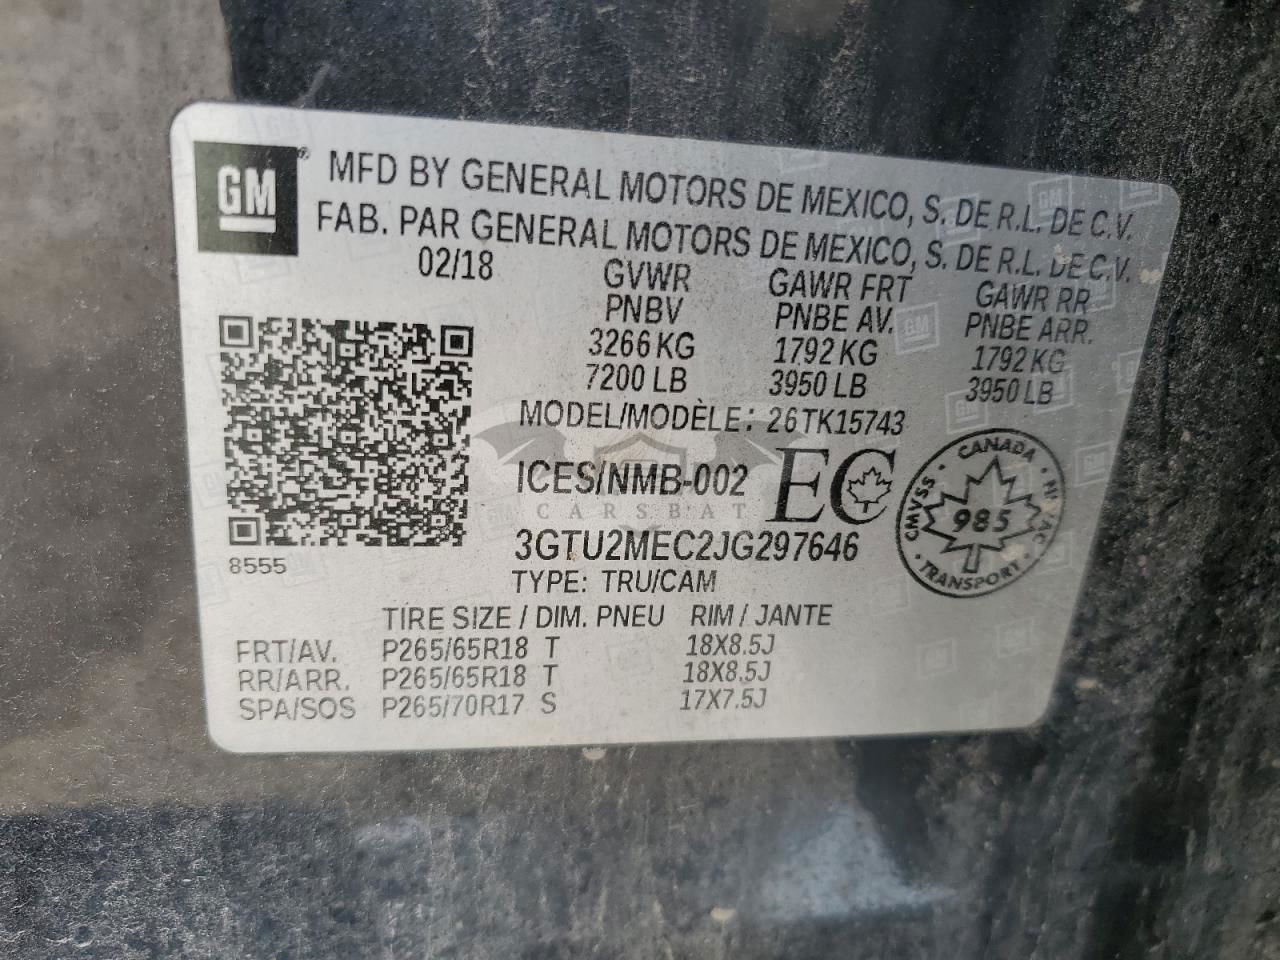 GM
MFD BY GENERAL MOTORS DE MEXICO, S. DE R.L. DE C.V.
FAB. PAR GENERAL MOTORS DE MEXICO, S. DE R.L. DE C.V.
02/18 GVWR GAWR FRT GAWR RR
PNBV PNBE AV. PNBE ARR.
3266 KG 1792 KG 1792 KG
7200 LB 3950 LB 3950 LB
MODEL/MODÈLE: 26TK15743
ICES/NMB-002 EC
CARSBAT
3GTU2MEC2JG297646
8555
TYPE: TRU/CAM
CANADA
985
TRANSPORT
TIRE SIZE / DIM. PNEU RIM / JANTE
FRT/AV. P265/65R18 T 18X8.5J
RR/ARR. P265/65R18 T 18X8.5J
SPA/SOS P265/70R17 S 17X7.5J